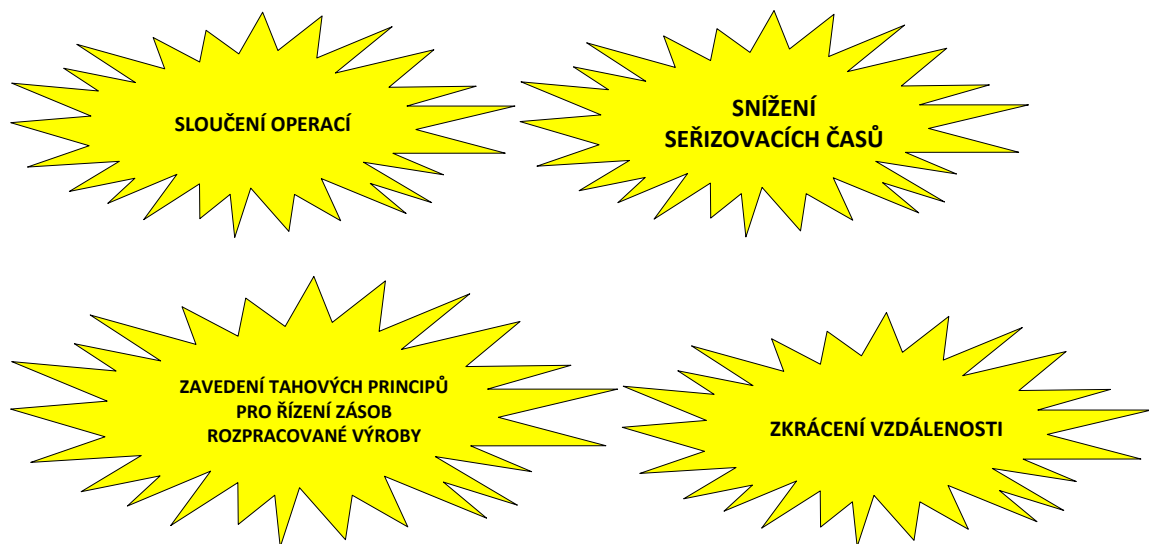 SLOUČENÍ OPERACÍ
SNÍŽENÍ
SEŘIZOVACÍCH ČASŮ
ZAVEDENÍ TAHOVÝCH PRINCIPŮ
PRO ŘÍZENÍ ZÁSOB
ROZPRACOVANÉ VÝROBY
ZKRÁCENÍ VZDÁLENOSTI